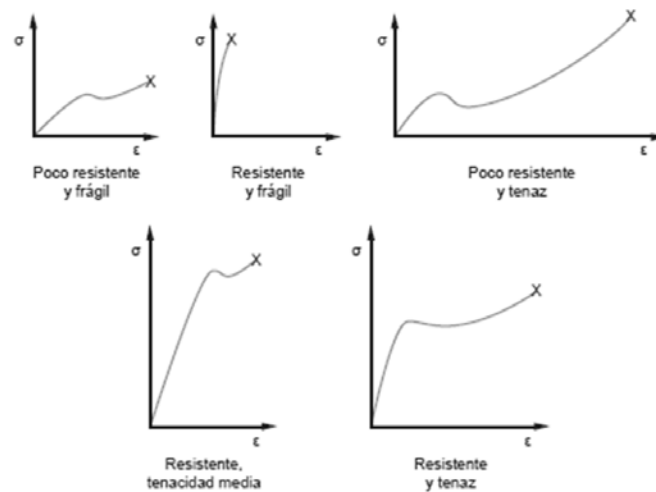 σ
X
ε
Poco resistente
y frágil
σ
X
ε
Resistente
y frágil
σ
X
ε
Poco resistente
y tenaz
σ
X
ε
Resistente,
tenacidad media
σ
X
ε
Resistente
y tenaz